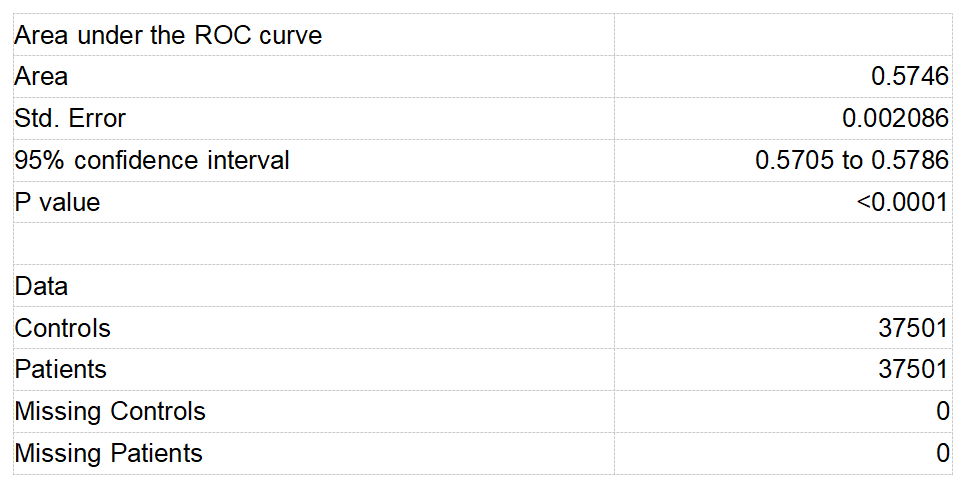 Area under the ROC curve
Area 0.5746
Std. Error 0.002086
95% confidence interval 0.5705 to 0.5786
P value <0.0001
Data
Controls 37501
Patients 37501
Missing Controls 0
Missing Patients 0